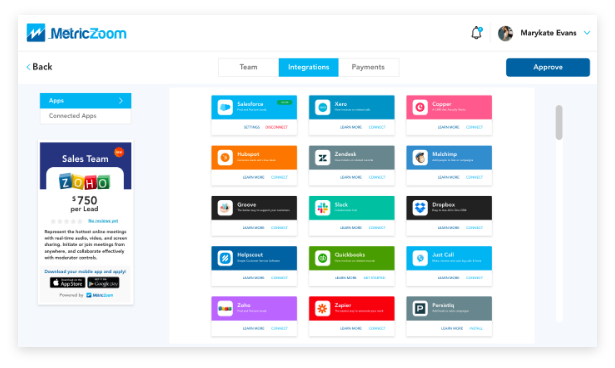 MetricZoom
Marykate Evans
Back
Team
Integrations
Payments
Approve
Apps
Connected Apps
Sales Team
ZOHO
$750
per Lead
No reviews yet
Represent the hottest online meetings
with real-time audio, video, and screen
sharing. Initiate or join meetings from
anywhere, and collaborate effectively
with moderator controls.
Download your mobile app and apply!
App Store
Google play
Powered by MetricZoom
Salesforce
SETTINGS DISCONNECT
Xero
LEARN MORE CONNECT
Copper
LEARN MORE CONNECT
Hubspot
LEARN MORE CONNECT
Zendesk
LEARN MORE CONNECT
Mailchimp
LEARN MORE CONNECT
Groove
LEARN MORE CONNECT
Slack
LEARN MORE CONNECT
Dropbox
LEARN MORE CONNECT
Helpscout
LEARN MORE CONNECT
Quickbooks
LEARN MORE
Just Call
LEARN MORE CONNECT
Zoho
LEARN MORE CONNECT
Zapier
LEARN MORE CONNECT
Persistiq
LEARN MORE